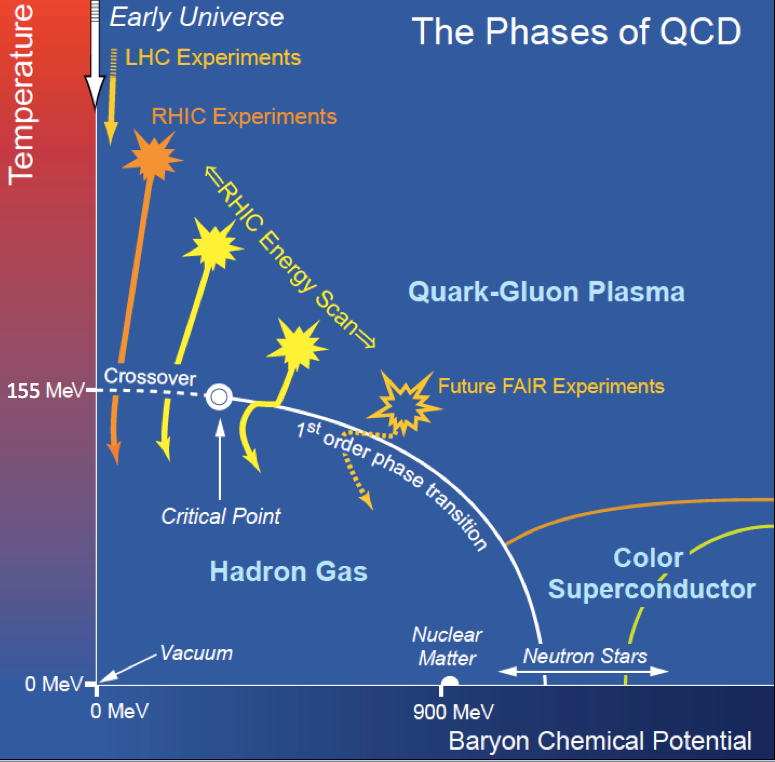 Early Universe
The Phases of QCD
LHC Experiments
Temperature
RHIC Experiments
⇐RHIC Energy Scan⇒
Quark-Gluon Plasma
Crossover
155 MeV
Future FAIR Experiments
1st order phase transition
Critical Point
Hadron Gas
Color
Superconductor
Nuclear
Matter
Neutron Stars
Vacuum
0 MeV
0 MeV
900 MeV
Baryon Chemical Potential